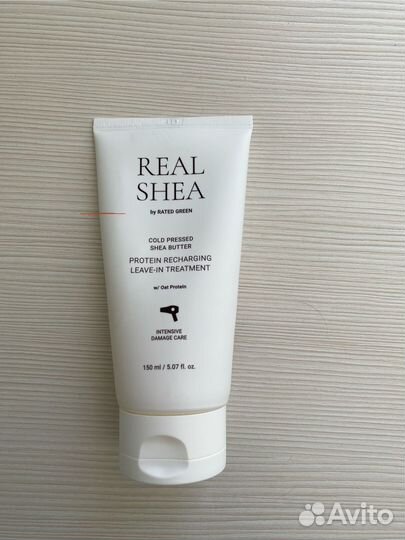 REAL
SHEA
by RATED GREEN
COLD PRESSED
SHEA BUTTER
PROTEIN RECHARGING
LEAVE-IN TREATMENT
w/ Oat Protein
INTENSIVE
DAMAGE CARE
150 ml / 5.07 fl. oz.
Avito